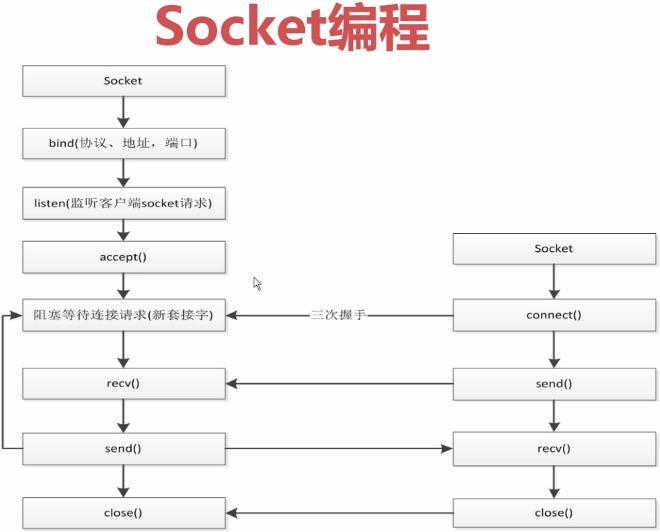 Socket编程
Socket
bind(协议、地址，端口)
listen(监听客户端socket请求)
accept()
阻塞等待连接请求(新套接字)
recv()
send()
close()
三次握手
Socket
connect()
send()
recv()
close()